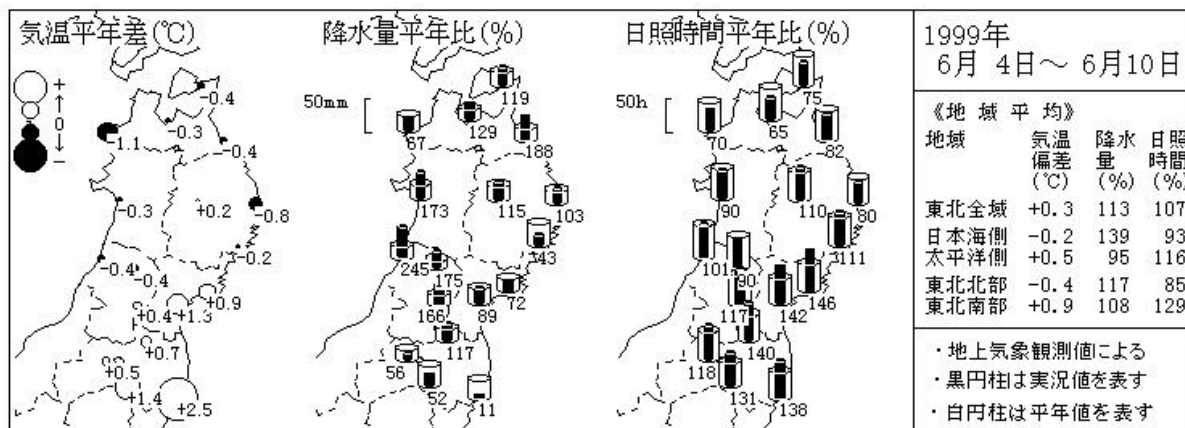 気温平年差(℃)
+
↑
0
↓
−
−0.4
−0.3
−1.1
−0.4
−0.3
+0.2
−0.8
−0.2
−0.4
−0.4
+0.9
+0.4
+1.3
+0.7
+0.5
+1.4
+2.5
降水量平年比(%)
50mm
119
129
67
188
173
115
103
43
245
175
72
166
89
117
56
52
11
日照時間平年比(%)
50h
75
65
70
82
90
110
80
111
101
90
146
117
142
140
118
131
138
1999年
6月 4日～ 6月10日
《地 域 平 均》
地域 気温 降水 日照
偏差 量 時間
(℃) (%) (%)
東北全域 +0.3 113 107
日本海側 −0.2 139 93
太平洋側 +0.5 95 116
東北北部 −0.4 117 85
東北南部 +0.9 108 129
・地上気象観測値による
・黒円柱は実況値を表す
・白円柱は平年値を表す